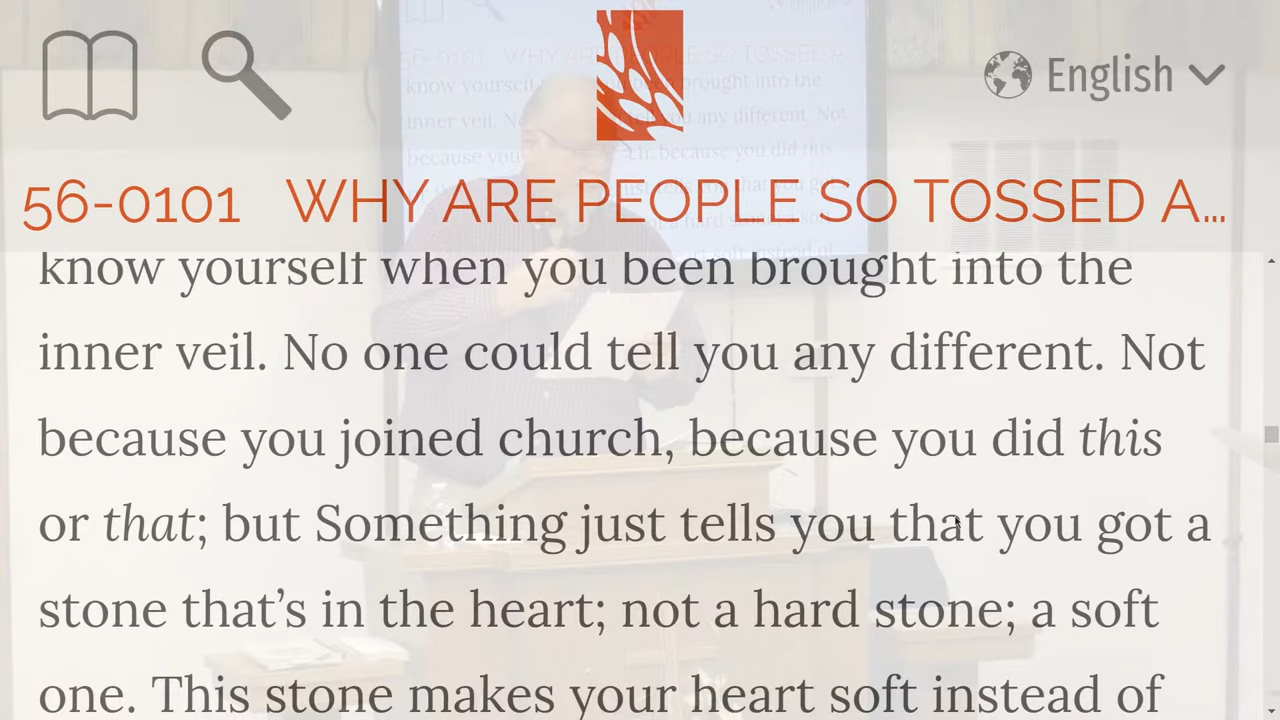 English
56-0101 WHY ARE PEOPLE SO TOSSED A...
know yourself when you been brought into the
inner veil. No one could tell you any different. Not
because you joined church, because you did this
or that; but Something just tells you that you got a
stone that’s in the heart; not a hard stone; a soft
one. This stone makes your heart soft instead of